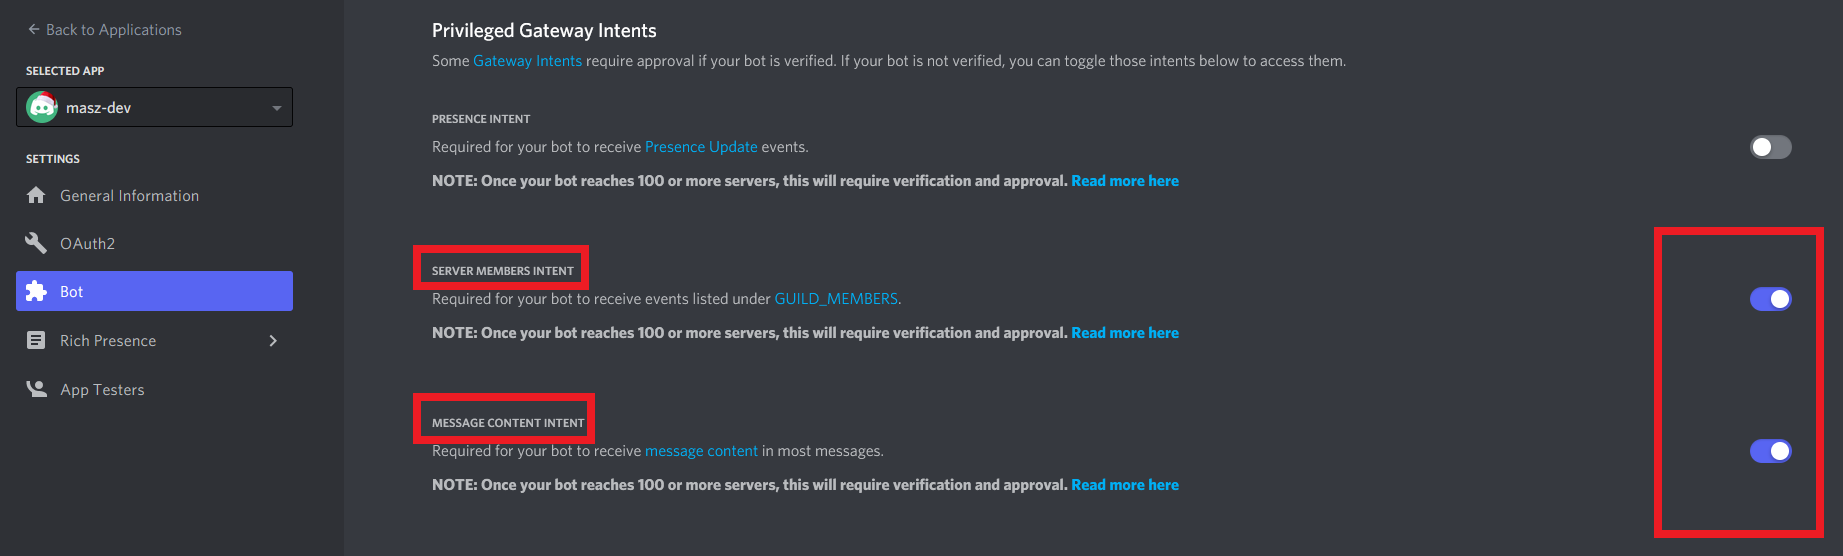 Back to Applications
SELECTED APP
masz-dev
SETTINGS
General Information
OAuth2
Bot
Rich Presence
App Testers
Privileged Gateway Intents
Some Gateway Intents require approval if your bot is verified. If your bot is not verified, you can toggle those intents below to access them.
PRESENCE INTENT
Required for your bot to receive Presence Update events.
NOTE: Once your bot reaches 100 or more servers, this will require verification and approval. Read more here
SERVER MEMBERS INTENT
Required for your bot to receive events listed under GUILD_MEMBERS.
NOTE: Once your bot reaches 100 or more servers, this will require verification and approval. Read more here
MESSAGE CONTENT INTENT
Required for your bot to receive message content in most messages.
NOTE: Once your bot reaches 100 or more servers, this will require verification and approval. Read more here